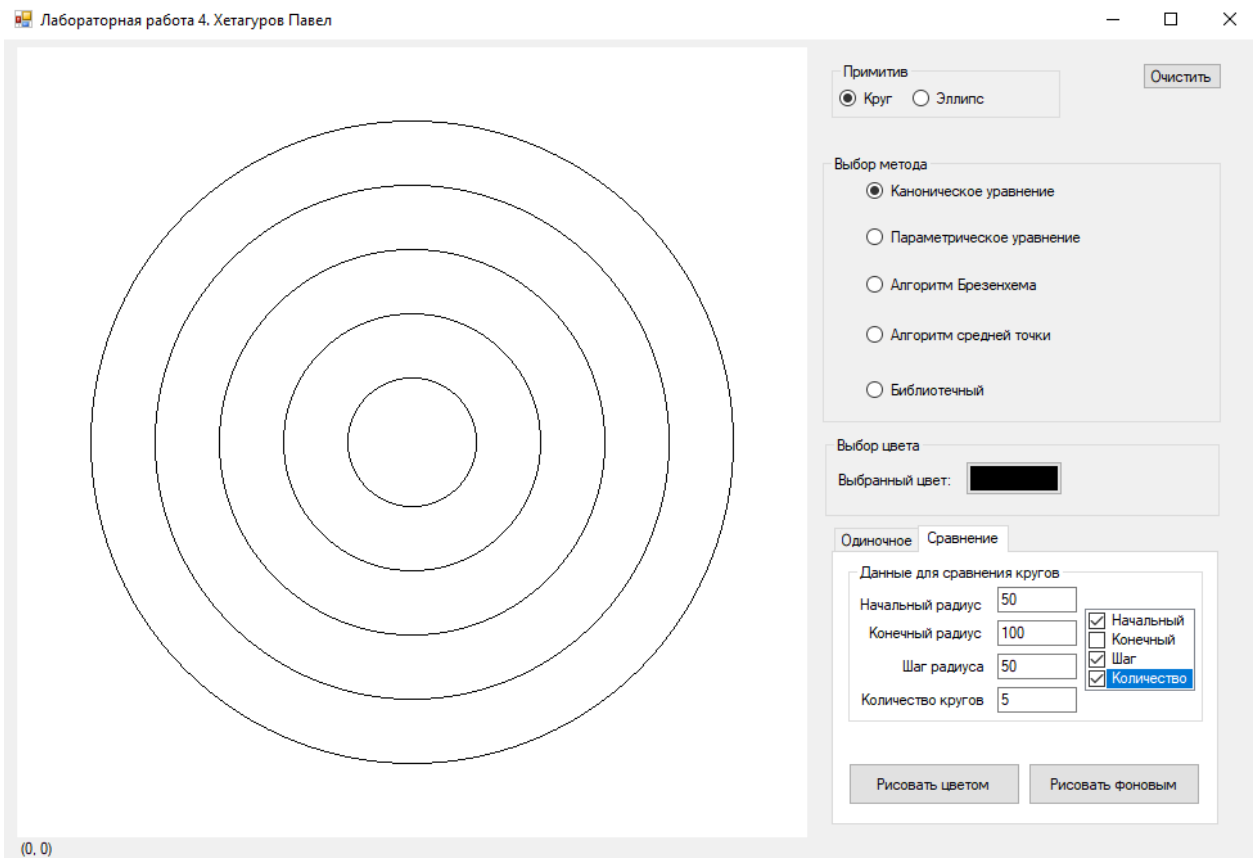 Лабораторная работа 4. Хетагуров Павел
Примитив
Круг Эллипс
Очистить
Выбор метода
Каноническое уравнение
Параметрическое уравнение
Алгоритм Брезенхема
Алгоритм средней точки
Библиотечный
Выбор цвета
Выбранный цвет:
Одиночное Сравнение
Данные для сравнения кругов
Начальный радиус 50
Конечный радиус 100
Шаг радиуса 50
Количество кругов 5
Начальный
Конечный
Шаг
Количество
Рисовать цветом Рисовать фоновым
(0, 0)